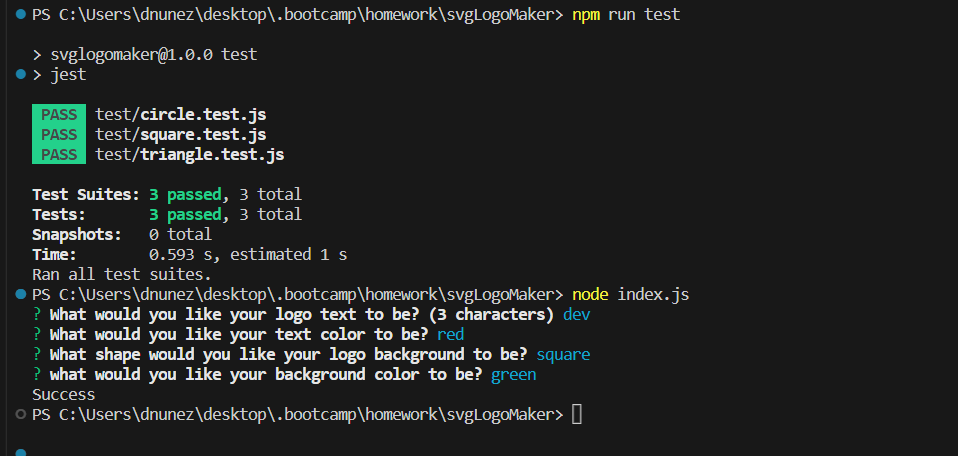 PS C:\Users\dnunez\desktop\.bootcamp\homework\svgLogoMaker> npm run test
> svglogomaker@1.0.0 test
> jest
PASS test/circle.test.js
PASS test/square.test.js
PASS test/triangle.test.js
Test Suites: 3 passed, 3 total
Tests: 3 passed, 3 total
Snapshots: 0 total
Time: 0.593 s, estimated 1 s
Ran all test suites.
PS C:\Users\dnunez\desktop\.bootcamp\homework\svgLogoMaker> node index.js
? What would you like your logo text to be? (3 characters) dev
? What would you like your text color to be? red
? What shape would you like your logo background to be? square
? what would you like your background color to be? green
Success
PS C:\Users\dnunez\desktop\.bootcamp\homework\svgLogoMaker>